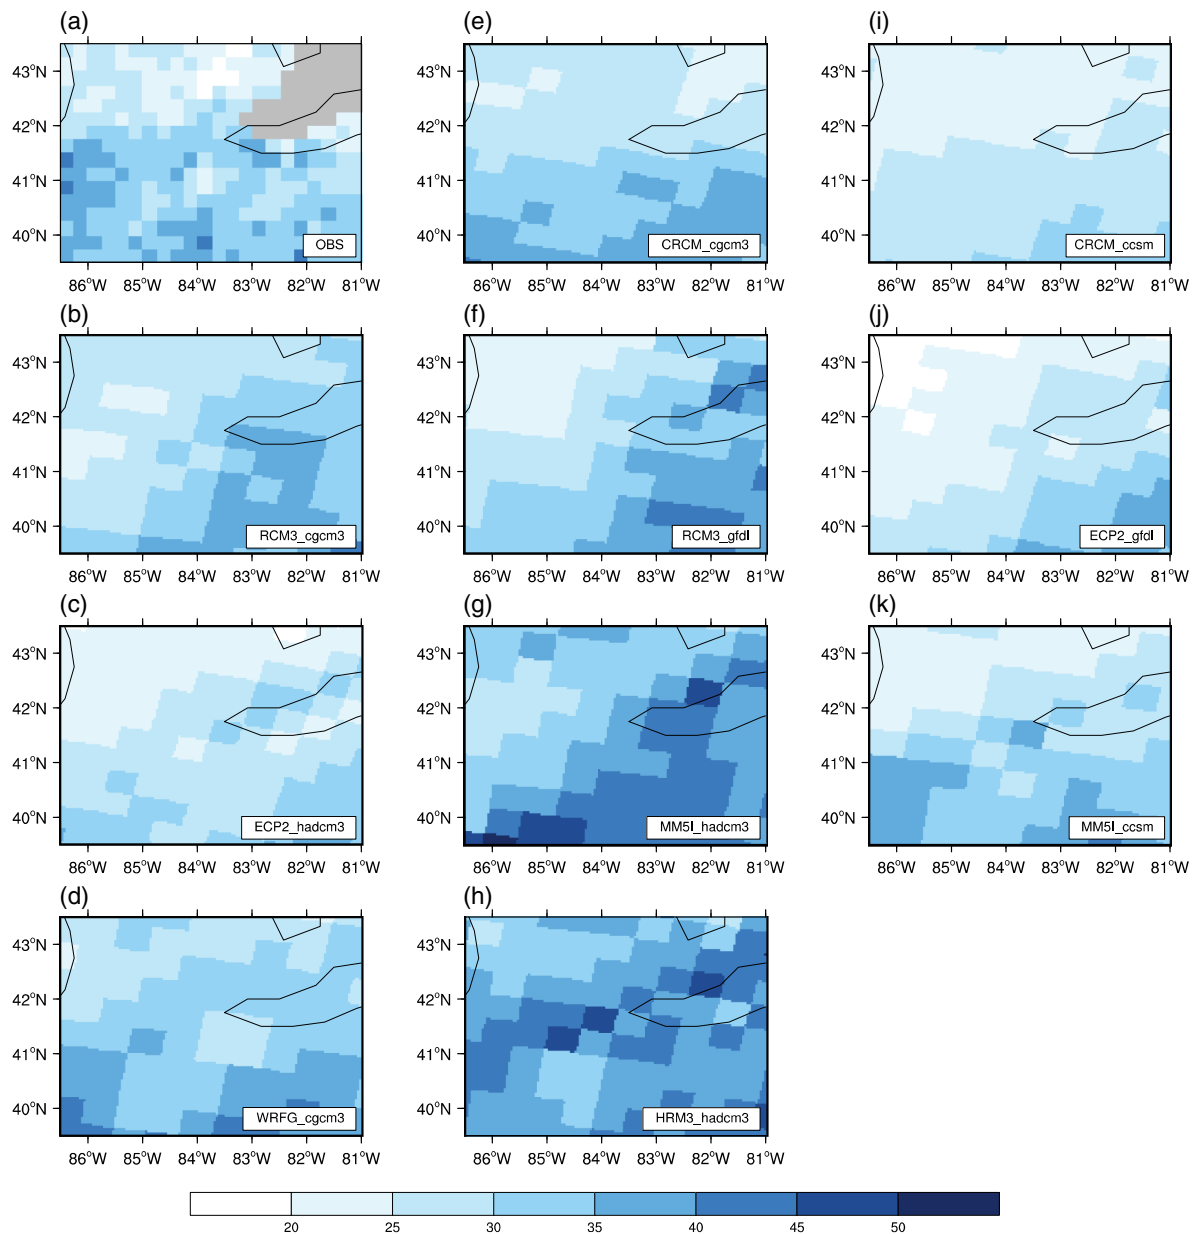 (a)
43°N
42°N
41°N
40°N
OBS
86°W 85°W 84°W 83°W 82°W 81°W
(e)
43°N
42°N
41°N
40°N
CRCM_cgcm3
86°W 85°W 84°W 83°W 82°W 81°W
(i)
43°N
42°N
41°N
40°N
CRCM_ccsm
86°W 85°W 84°W 83°W 82°W 81°W
(b)
43°N
42°N
41°N
40°N
RCM3_cgcm3
86°W 85°W 84°W 83°W 82°W 81°W
(f)
43°N
42°N
41°N
40°N
RCM3_gfdl
86°W 85°W 84°W 83°W 82°W 81°W
(j)
43°N
42°N
41°N
40°N
ECP2_gfdl
86°W 85°W 84°W 83°W 82°W 81°W
(c)
43°N
42°N
41°N
40°N
ECP2_hadcm3
86°W 85°W 84°W 83°W 82°W 81°W
(g)
43°N
42°N
41°N
40°N
MM5I_hadcm3
86°W 85°W 84°W 83°W 82°W 81°W
(k)
43°N
42°N
41°N
40°N
MM5I_ccsm
86°W 85°W 84°W 83°W 82°W 81°W
(d)
43°N
42°N
41°N
40°N
WRFG_cgcm3
86°W 85°W 84°W 83°W 82°W 81°W
(h)
43°N
42°N
41°N
40°N
HRM3_hadcm3
86°W 85°W 84°W 83°W 82°W 81°W
20 25 30 35 40 45 50